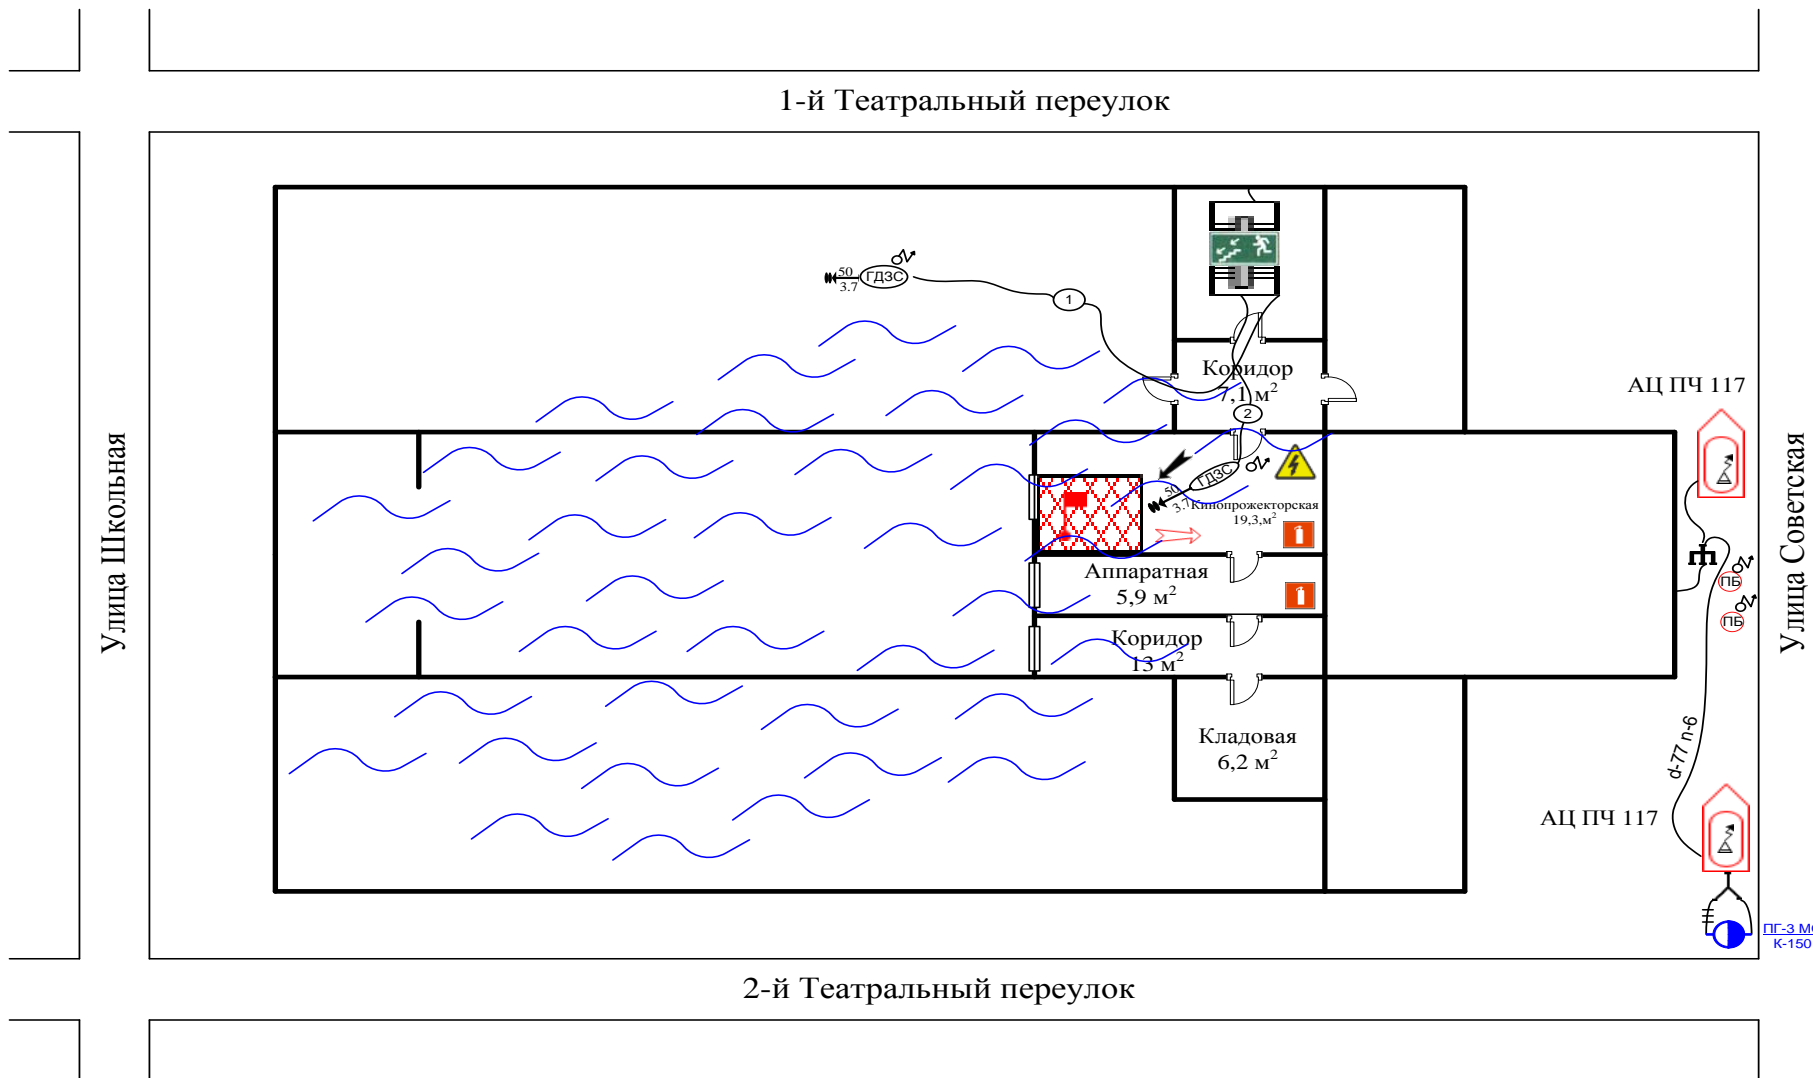 1-й Театральный переулок
50
3.7
ГДЗС
1
Коридор
7,1 м²
2
АЦ ПЧ 117
Улица Школьная
Улица Советская
ГДЗС
50
3.7
Кинопрожекторская
19,3,м²
Аппаратная
5,9 м²
ПБ
ПБ
Коридор
13 м²
Кладовая
6,2 м²
d-77 n-6
АЦ ПЧ 117
ПГ-3 М
К-150
2-й Театральный переулок